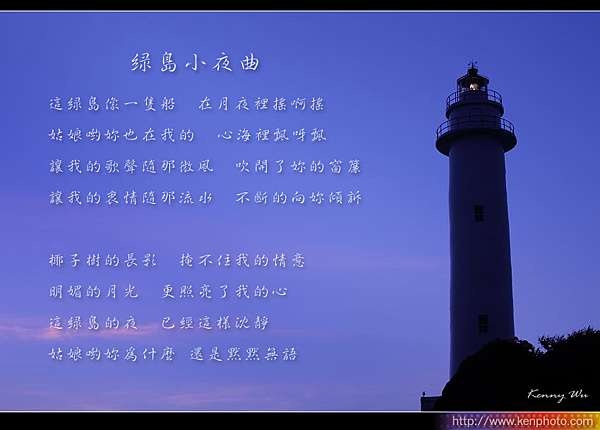 绿島小夜曲
這绿島像一隻船　在月夜裡搖啊搖
姑娘喲妳也在我的　心海裡飄呀飄
讓我的歌聲隨那微風　吹開了妳的窗簾
讓我的衷情隨那流水　不斷的向妳傾訴
椰子樹的長影　掩不住我的情意
明媚的月光　更照亮了我的心
這绿島的夜　已經這樣沈靜
姑娘喲妳為什麼　還是默默無語
Kenny Wu
http://www.kenphoto.com